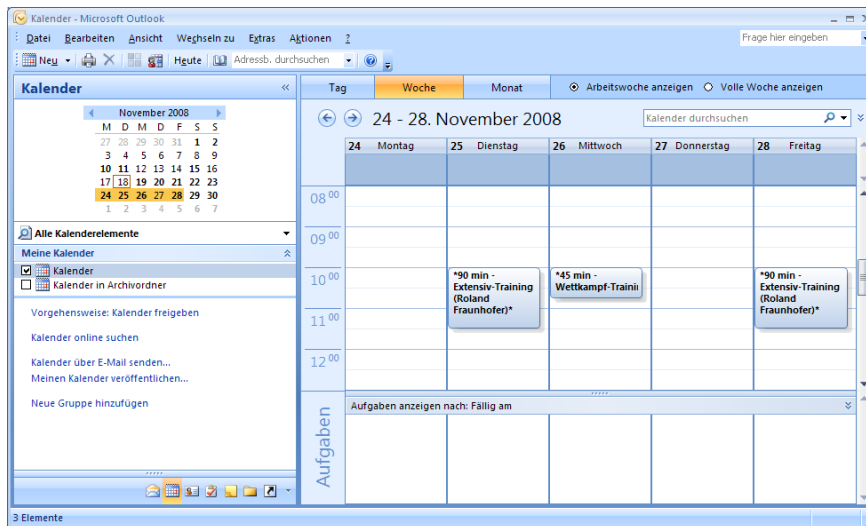 Kalender - Microsoft Outlook
Datei Bearbeiten Ansicht Wechseln zu Extras Aktionen ?
Frage hier eingeben
Neu Heute Adressb. durchsuchen
Kalender «
November 2008
M D M D F S S
27 28 29 30 31 1 2
3 4 5 6 7 8 9
10 11 12 13 14 15 16
17 18 19 20 21 22 23
24 25 26 27 28 29 30
1 2 3 4 5 6 7
Alle Kalenderelemente
Meine Kalender
Kalender
Kalender in Archivordner
Vorgehensweise: Kalender freigeben
Kalender online suchen
Kalender über E-Mail senden...
Meinen Kalender veröffentlichen...
Neue Gruppe hinzufügen
Tag Woche Monat Arbeitswoche anzeigen Volle Woche anzeigen
24 - 28. November 2008
Kalender durchsuchen
24 Montag 25 Dienstag 26 Mittwoch 27 Donnerstag 28 Freitag
08 00
09 00
10 00
11 00
12 00
*90 min -
Extensiv-Training
(Roland
Fraunhofer)*
*45 min -
Wettkampf-Traini
*90 min -
Extensiv-Training
(Roland
Fraunhofer)*
Aufgaben
Aufgaben anzeigen nach: Fällig am
3 Elemente